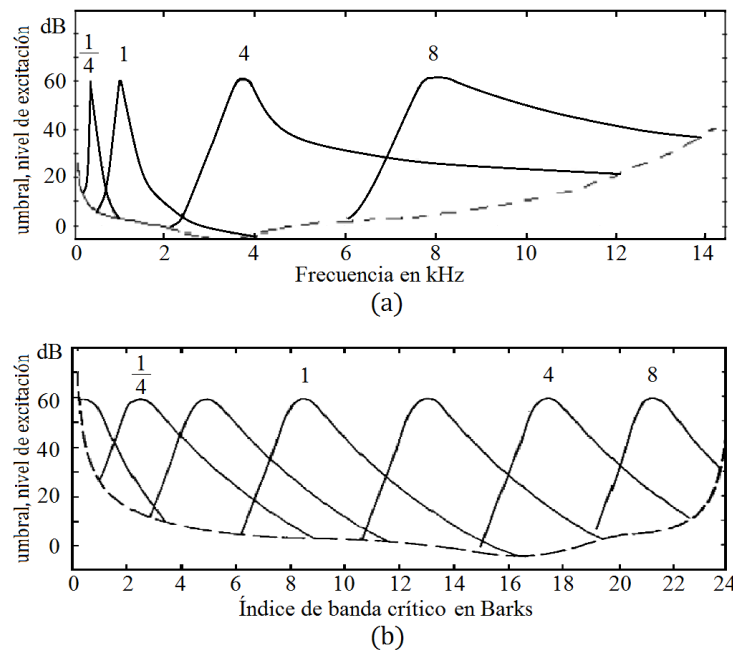 dB
1/4 1 4 8
60
40
20
0
umbral, nivel de excitación
0 2 4 6 8 10 12 14
Frecuencia en kHz
(a)
dB
1/4 1 4 8
60
40
20
0
umbral, nivel de excitación
0 2 4 6 8 10 12 14 16 18 20 22 24
Índice de banda crítico en Barks
(b)